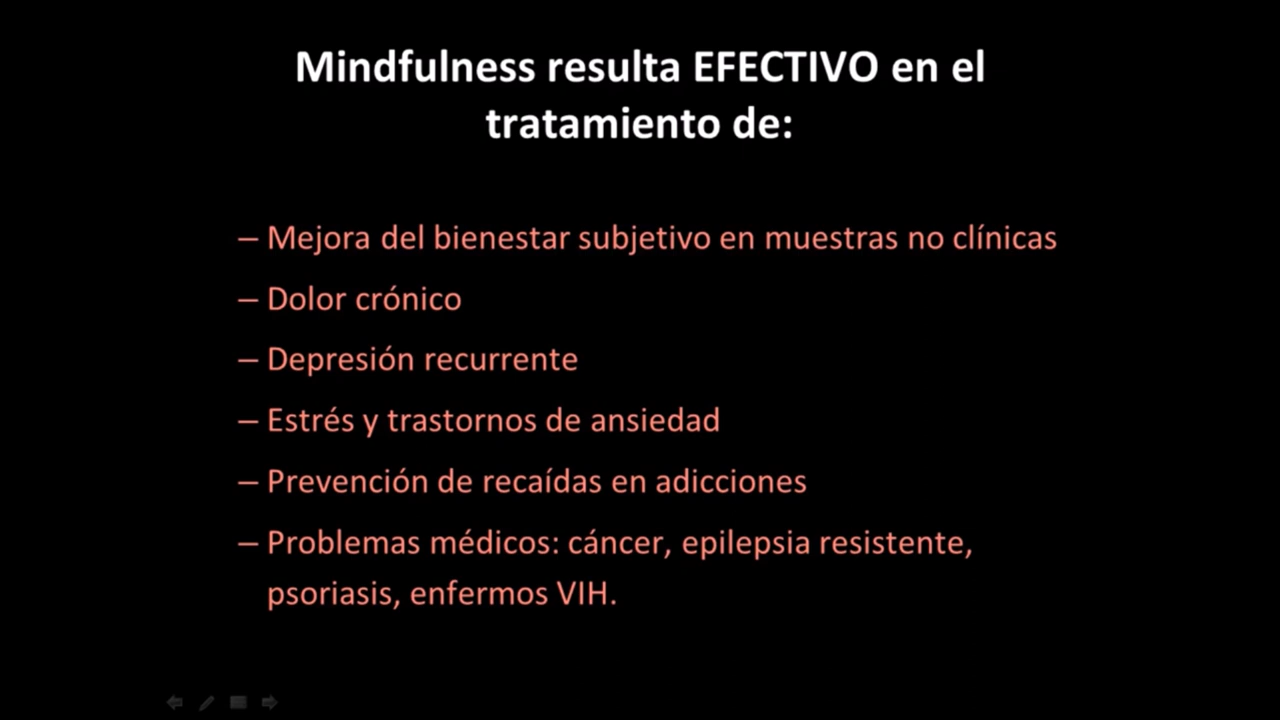 Mindfulness resulta EFECTIVO en el
tratamiento de:
– Mejora del bienestar subjetivo en muestras no clínicas
– Dolor crónico
– Depresión recurrente
– Estrés y trastornos de ansiedad
– Prevención de recaídas en adicciones
– Problemas médicos: cáncer, epilepsia resistente,
psoriasis, enfermos VIH.